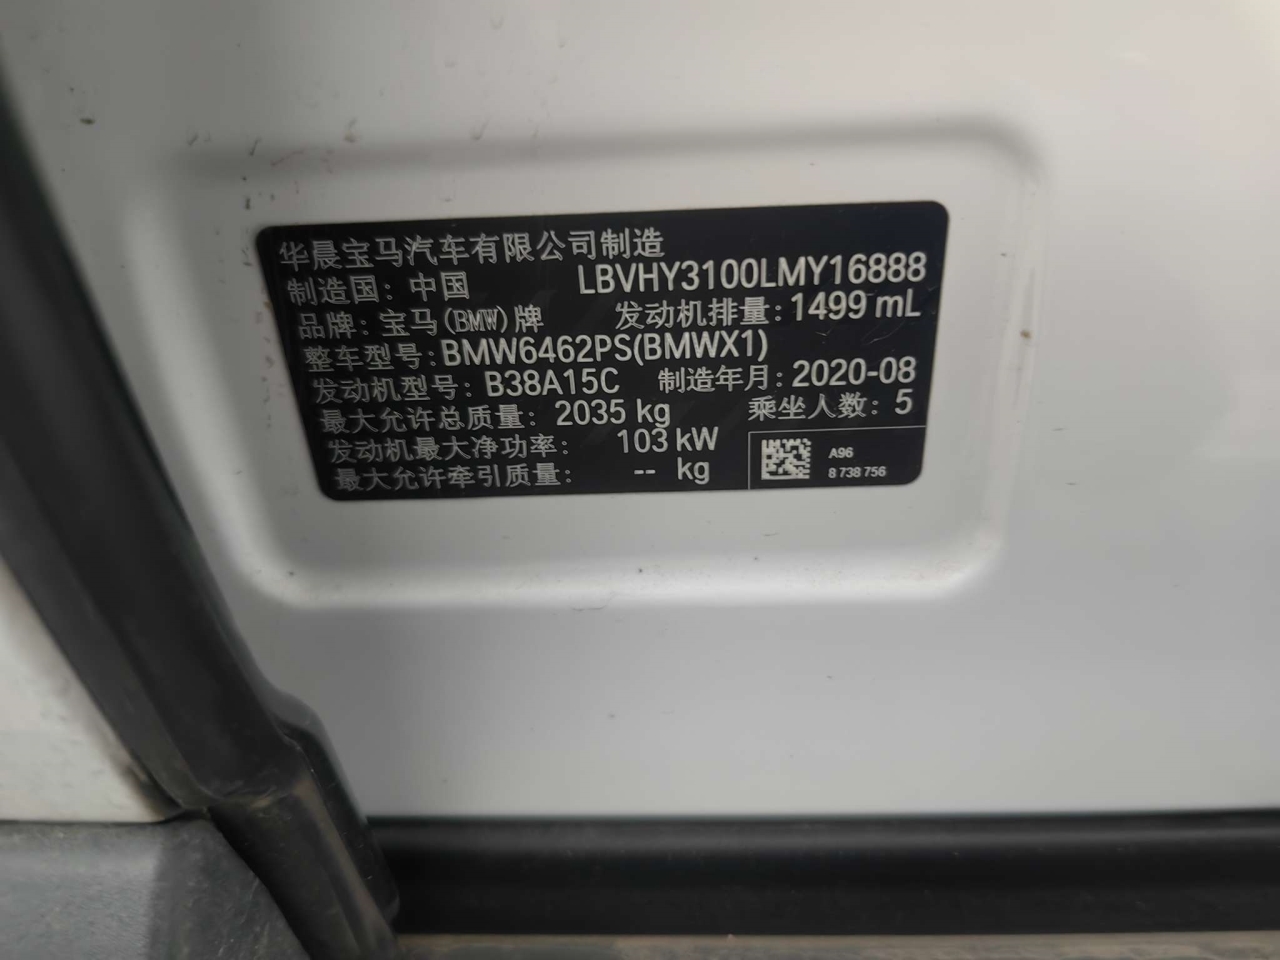 华晨宝马汽车有限公司制造
制造国：中国 LBVHY3100LMY16888
品牌：宝马(BMW)牌 发动机排量：1499 mL
整车型号：BMW6462PS(BMWX1)
发动机型号：B38A15C 制造年月：2020-08
最大允许总质量：2035 kg 乘坐人数：5
发动机最大净功率：103 kW
最大允许牵引质量：-- kg
A96
8 738 756